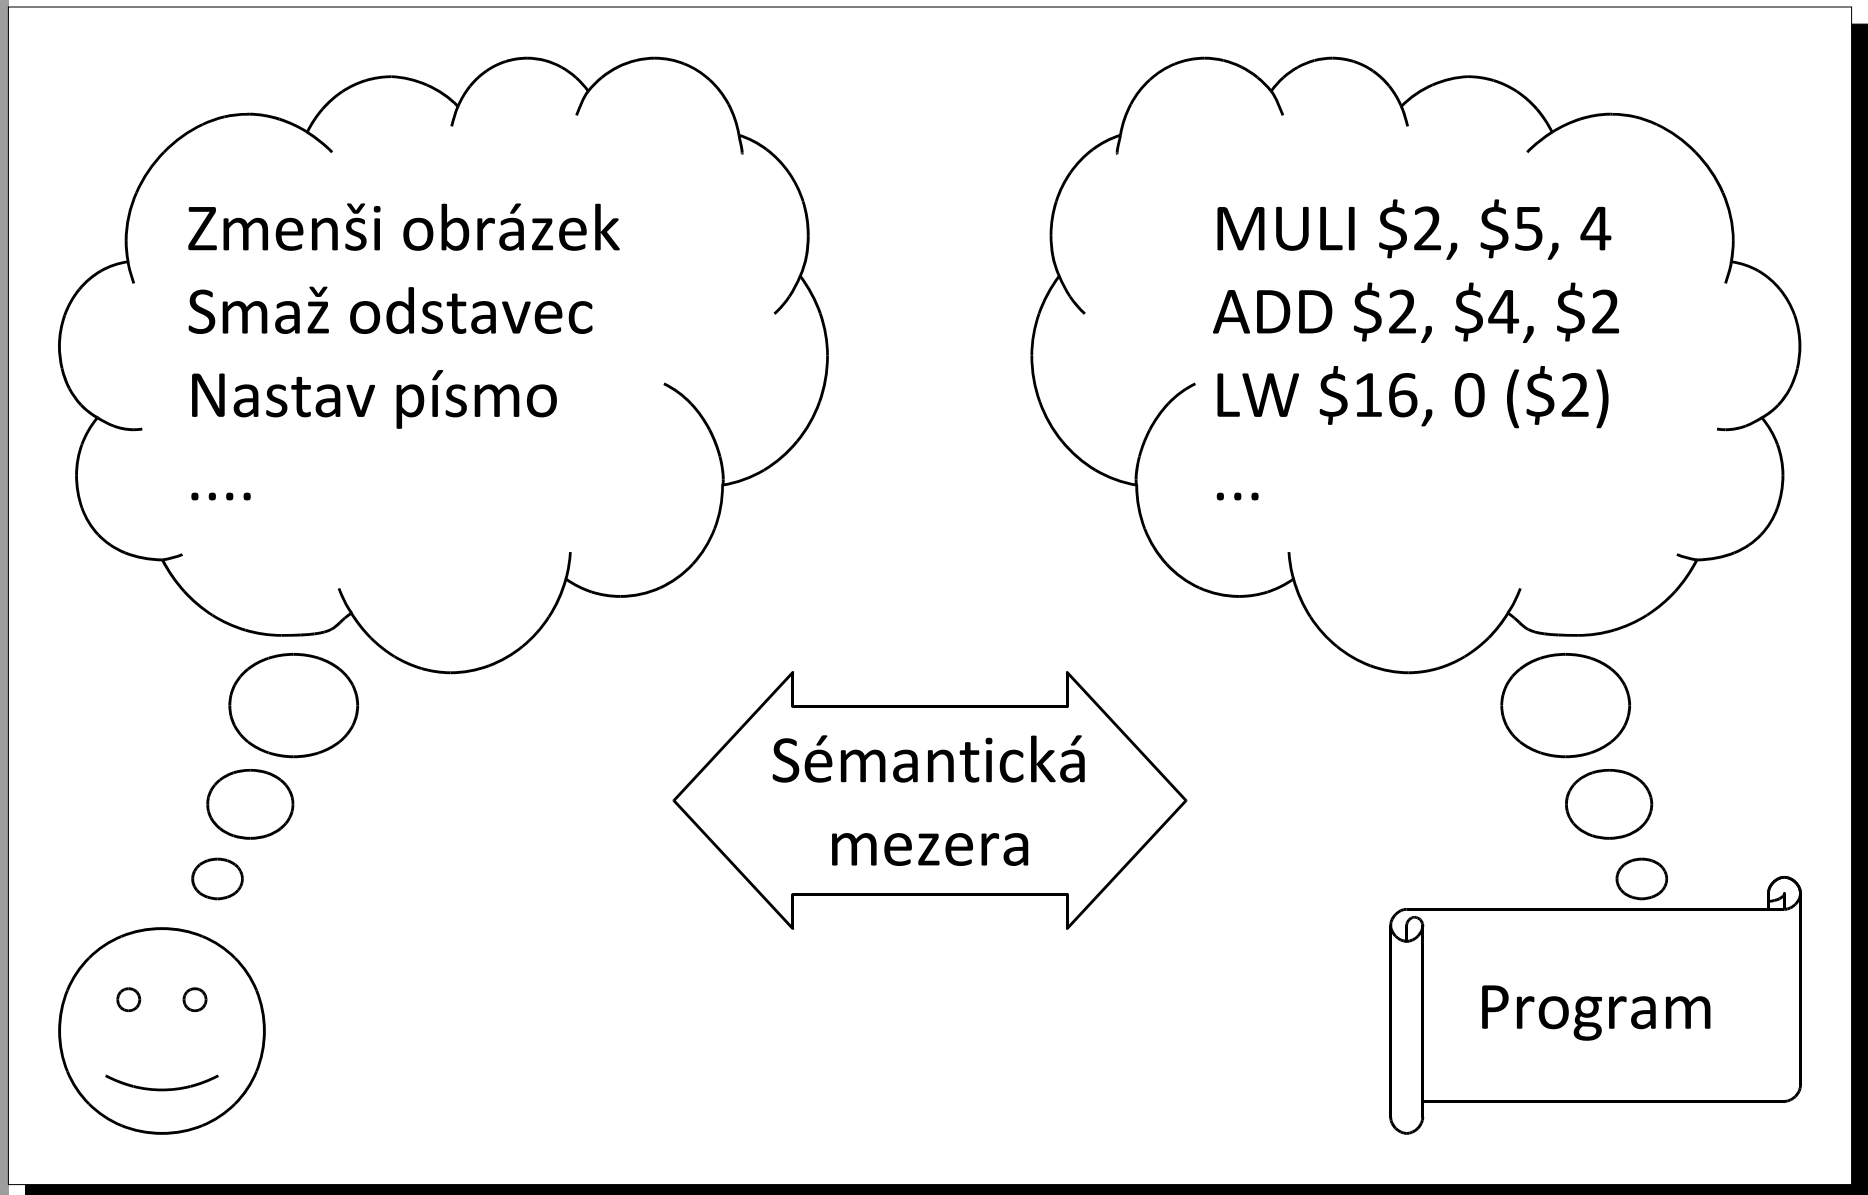 Zmenši obrázek
Smaž odstavec
Nastav písmo
....
MULI $2, $5, 4
ADD $2, $4, $2
LW $16, 0 ($2)
...
Sémantická
mezera
Program